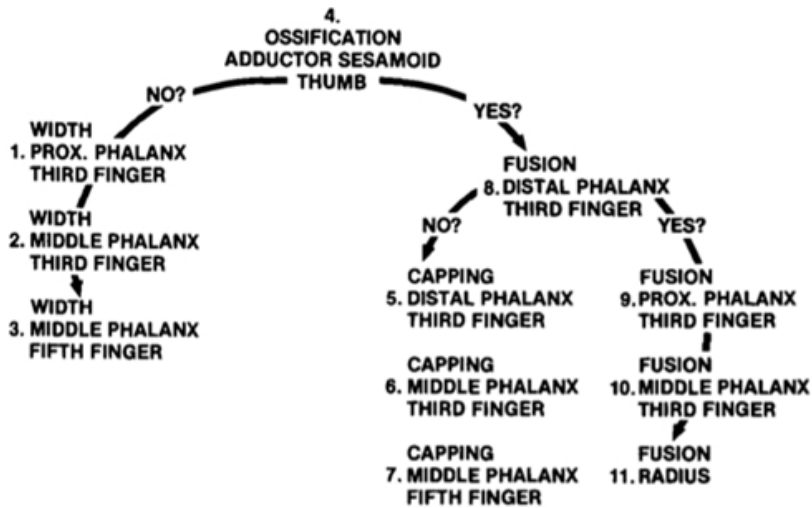 4.
OSSIFICATION
ADDUCTOR SESAMOID
THUMB
NO?
YES?
WIDTH
1. PROX. PHALANX
THIRD FINGER
WIDTH
2. MIDDLE PHALANX
THIRD FINGER
WIDTH
3. MIDDLE PHALANX
FIFTH FINGER
FUSION
8. DISTAL PHALANX
THIRD FINGER
NO?
YES?
CAPPING
5. DISTAL PHALANX
THIRD FINGER
CAPPING
6. MIDDLE PHALANX
THIRD FINGER
CAPPING
7. MIDDLE PHALANX
FIFTH FINGER
FUSION
9. PROX. PHALANX
THIRD FINGER
FUSION
10. MIDDLE PHALANX
THIRD FINGER
FUSION
11. RADIUS